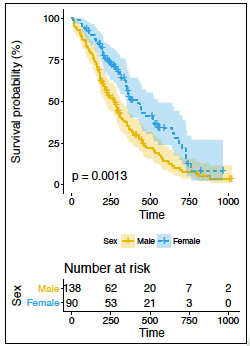 Survival probability (%)
100
75
50
25
0
p = 0.0013
0 250 500 750 1000
Time
Sex Male Female
Number at risk
Sex
Male 138 62 20 7 2
Female 90 53 21 3 0
0 250 500 750 1000
Time